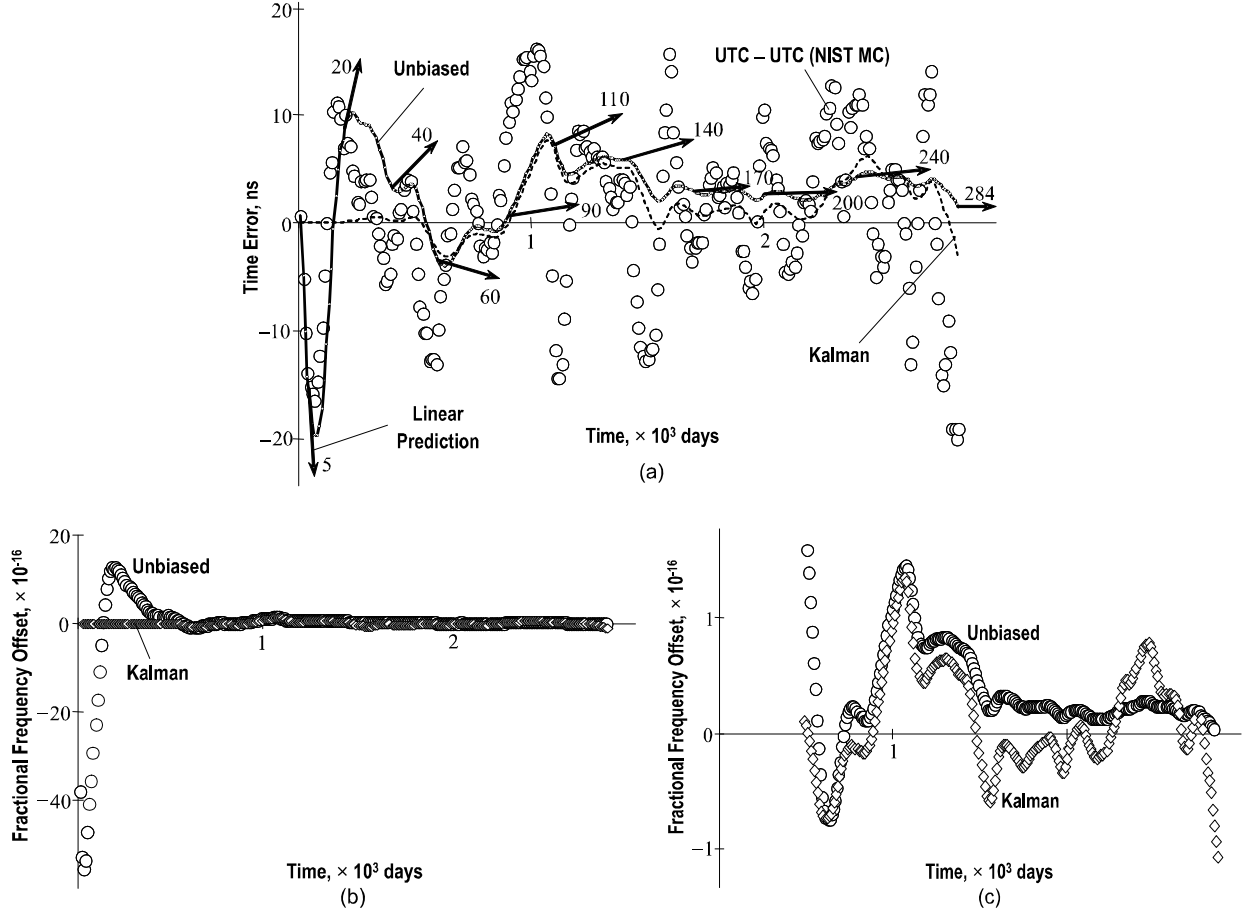 20
10
0
−10
−20
Time Error, ns
20
Unbiased
40
60
90
110
140
170
200
240
284
UTC – UTC (NIST MC)
1
2
Kalman
Linear
Prediction
5
Time, × 10³ days
(a)
20
10
0
−20
−40
Fractional Frequency Offset, × 10⁻¹⁶
Unbiased
Kalman
1
2
Time, × 10³ days
(b)
1
0
−1
Fractional Frequency Offset, × 10⁻¹⁶
Unbiased
1
Kalman
Time, × 10³ days
(c)